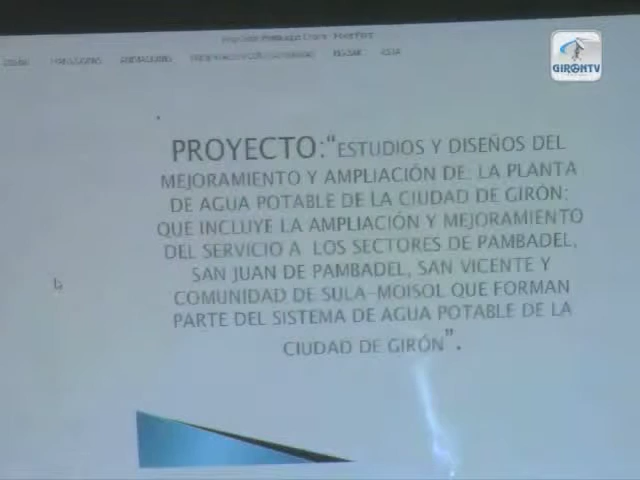 GIRONTV
PROYECTO:"ESTUDIOS Y DISEÑOS DEL
MEJORAMIENTO Y AMPLIACIÓN DE: LA PLANTA
DE AGUA POTABLE DE LA CIUDAD DE GIRÓN;
QUE INCLUYE LA AMPLIACIÓN Y MEJORAMIENTO
DEL SERVICIO A LOS SECTORES DE PAMBADEL,
SAN JUAN DE PAMBADEL, SAN VICENTE Y
COMUNIDAD DE SULA-MOISOL QUE FORMAN
PARTE DEL SISTEMA DE AGUA POTABLE DE LA
CIUDAD DE GIRÓN".